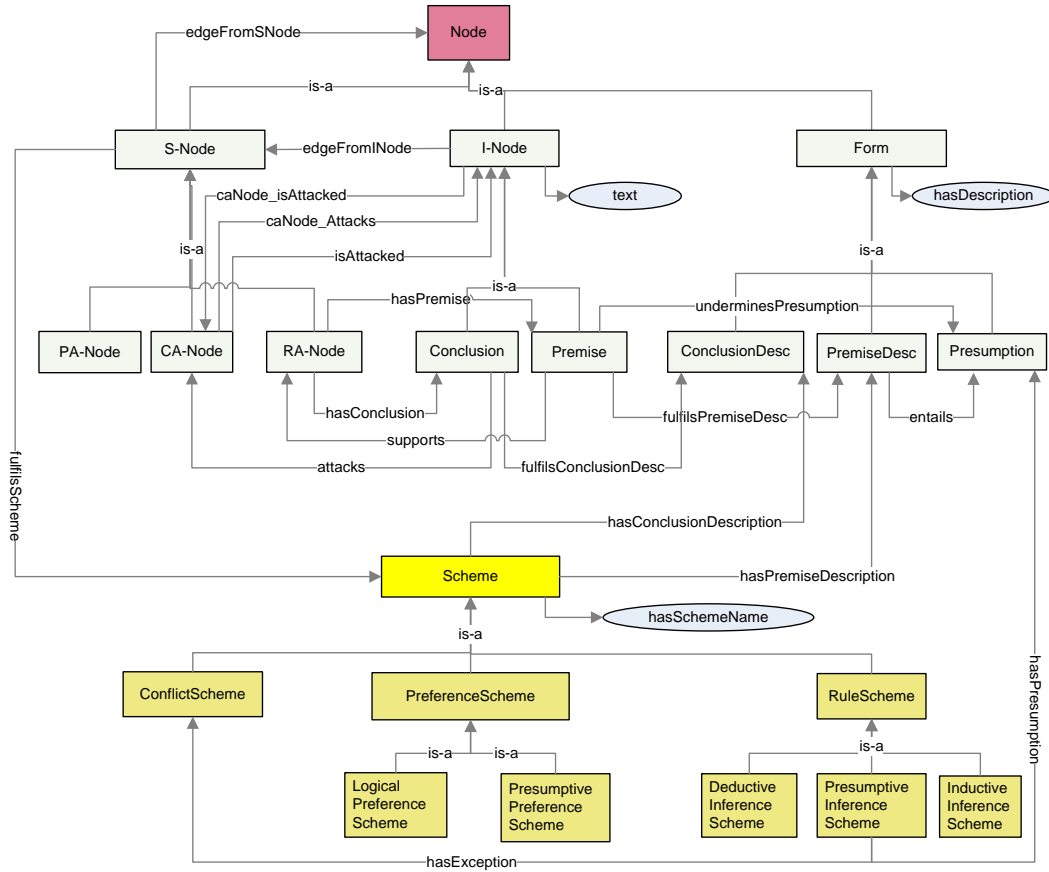 Node
edgeFromSNode
is-a
is-a
S-Node
edgeFromINode
I-Node
Form
caNode_isAttacked
text
hasDescription
caNode_Attacks
is-a
isAttacked
is-a
is-a
hasPremise
underminesPresumption
PA-Node
CA-Node
RA-Node
Conclusion
Premise
ConclusionDesc
PremiseDesc
Presumption
hasConclusion
fulfilsPremiseDesc
entails
supports
attacks
fulfilsConclusionDesc
fulfilsScheme
hasConclusionDescription
Scheme
hasPremiseDescription
hasSchemeName
is-a
hasPresumption
ConflictScheme
PreferenceScheme
RuleScheme
is-a
is-a
is-a
Logical
Preference
Scheme
Presumptive
Preference
Scheme
Deductive
Inference
Scheme
Presumptive
Inference
Scheme
Inductive
Inference
Scheme
hasException